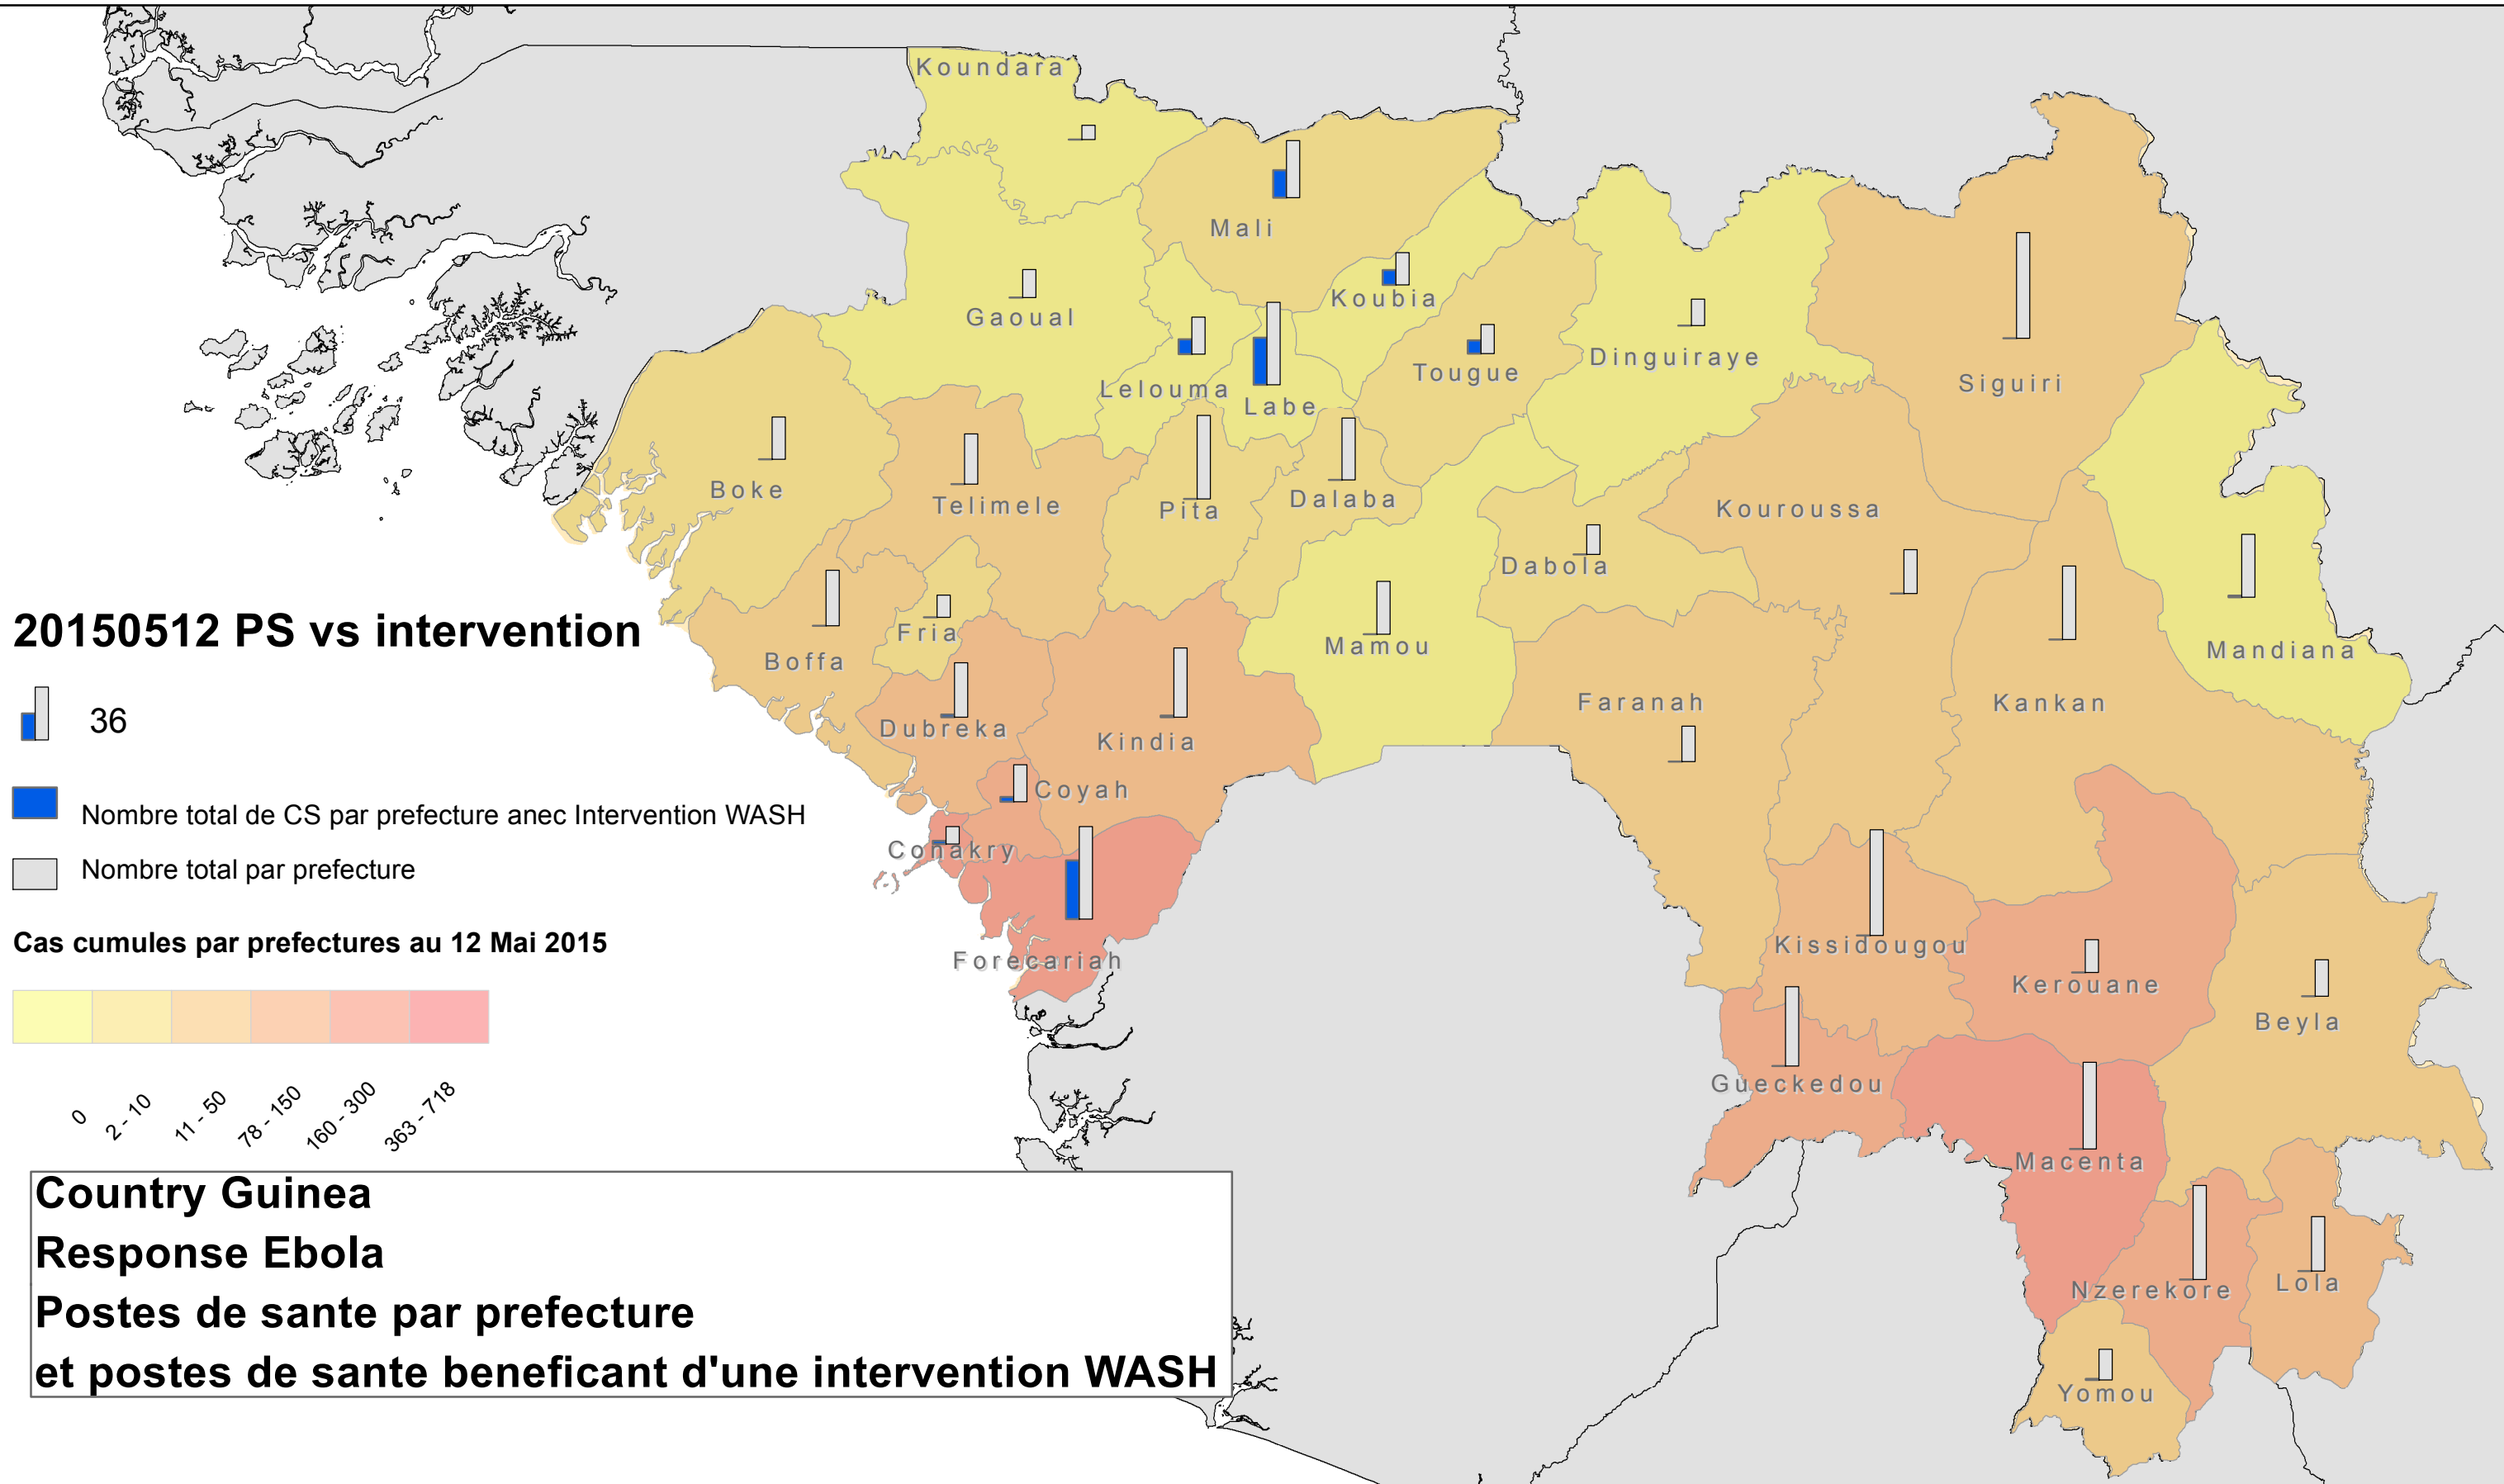 Koundara
Mali
Koubia
Gaoual
Lelouma
Labe
Tougue
Dinguiraye
Siguiri
Boke
Telimele
Pita
Dalaba
Kouroussa
Dabola
Fria
Boffa
Mamou
Mandiana
Faranah
Kankan
Dubreka
Kindia
Coyah
Conakry
Forecariah
Kissidougou
Kerouane
Beyla
Gueckedou
Macenta
Nzerekore
Lola
Yomou
20150512 PS vs intervention
36
Nombre total de CS par prefecture anec Intervention WASH
Nombre total par prefecture
Cas cumules par prefectures au 12 Mai 2015
0
2 - 10
11 - 50
78 - 150
160 - 300
363 - 718
Country Guinea
Response Ebola
Postes de sante par prefecture
et postes de sante beneficant d'une intervention WASH